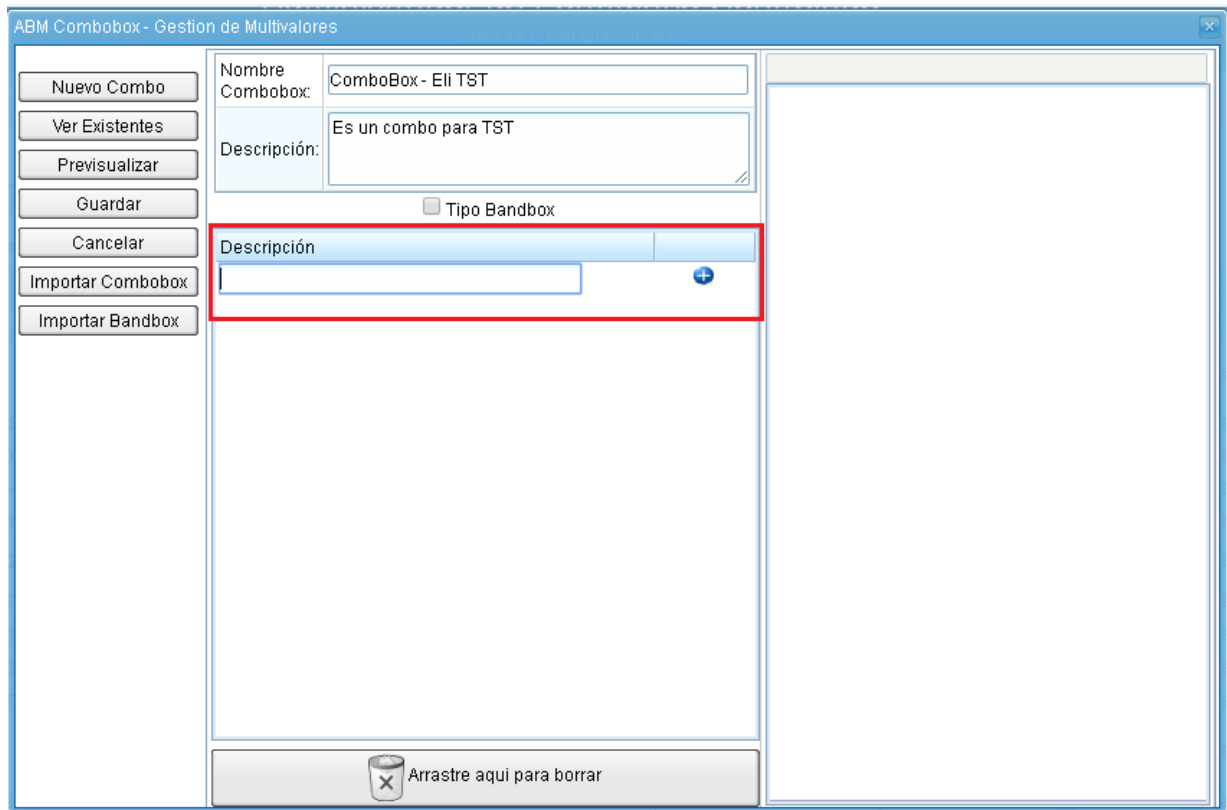 ABM Combobox - Gestion de Multivalores
Nuevo Combo
Ver Existentes
Previsualizar
Guardar
Cancelar
Importar Combobox
Importar Bandbox
Nombre
Combobox:
ComboBox - Eli TST
Descripción:
Es un combo para TST
Tipo Bandbox
Descripción
Arrastre aqui para borrar